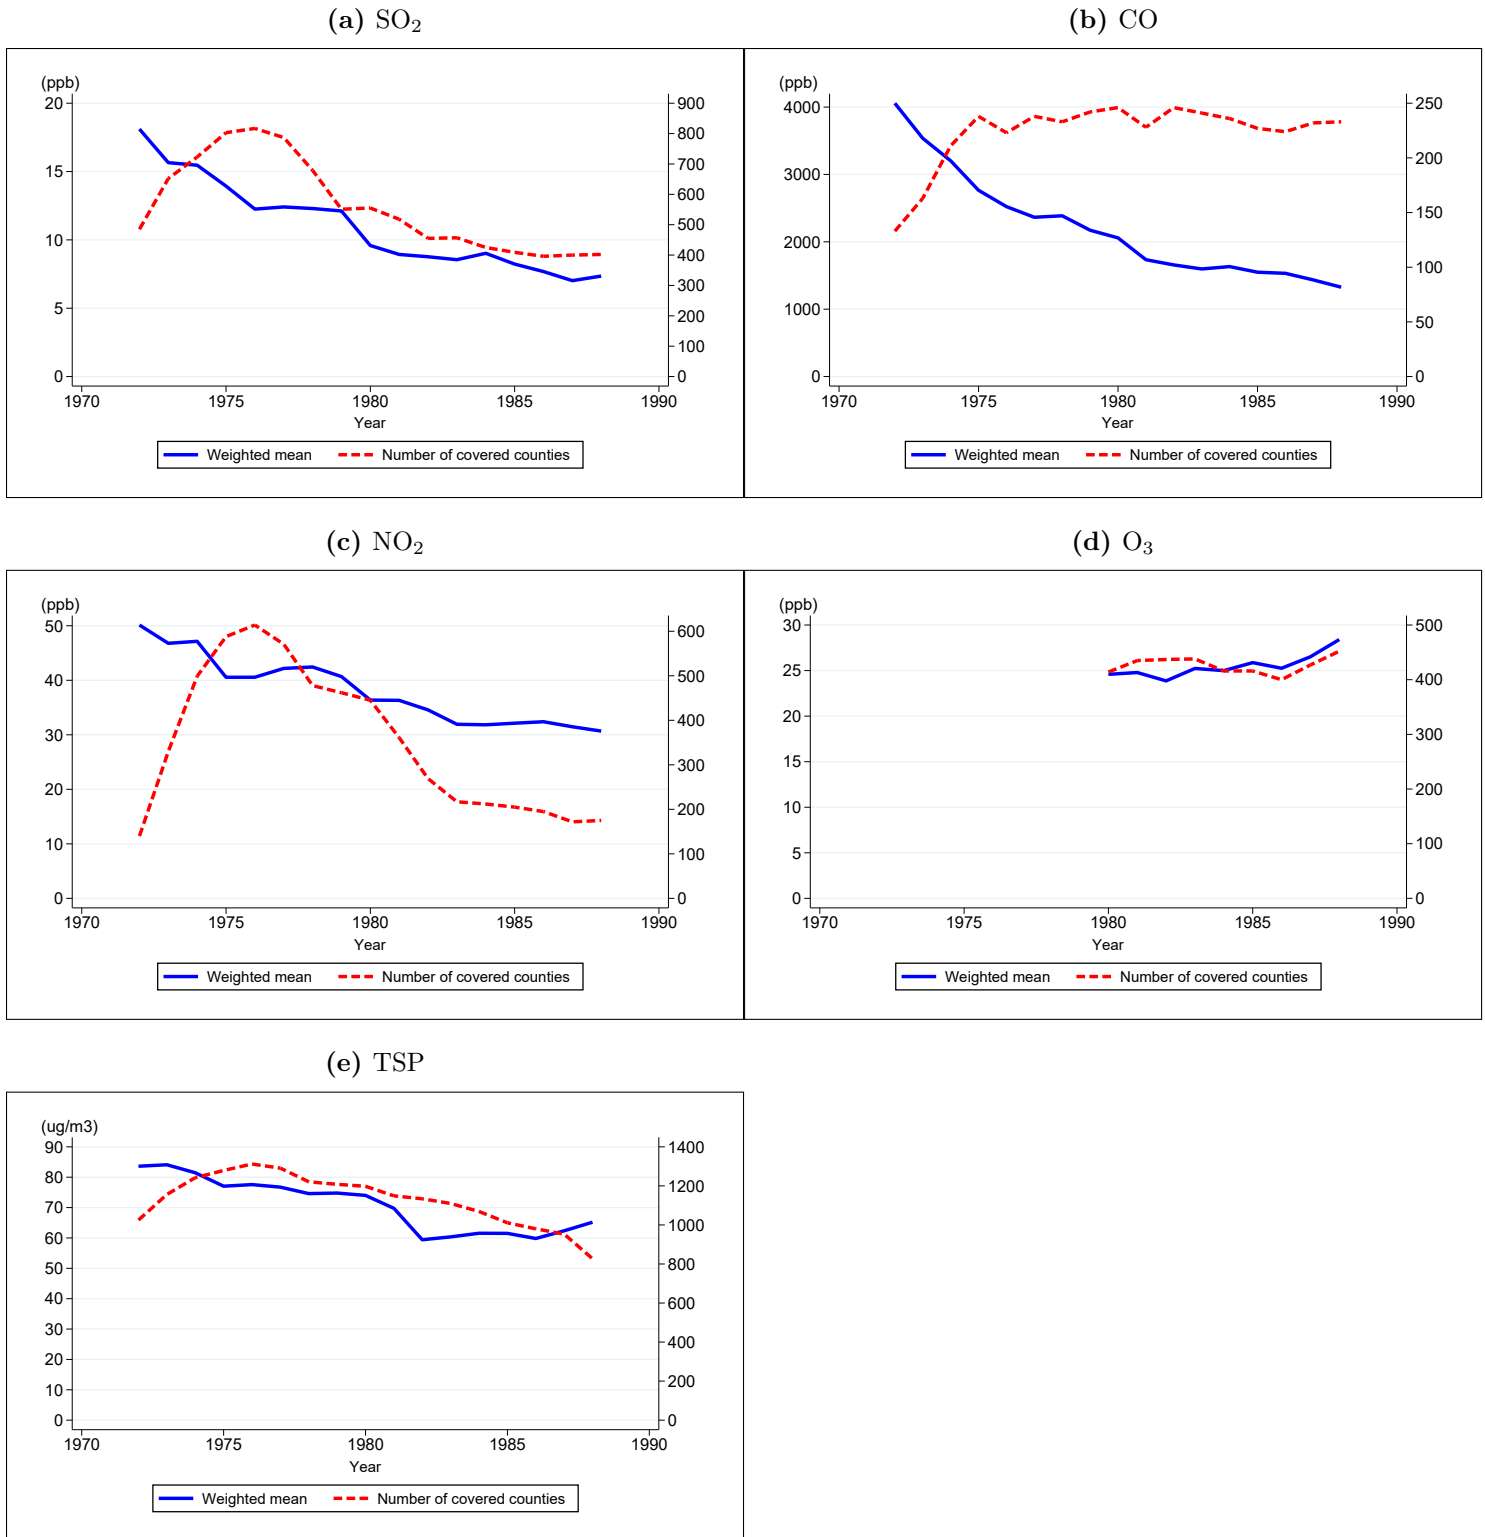 (a) SO2
(ppb)
20
15
10
5
0
900
800
700
600
500
400
300
200
100
0
1970 1975 1980 1985 1990
Year
Weighted mean Number of covered counties
(b) CO
(ppb)
4000
3000
2000
1000
0
250
200
150
100
50
0
1970 1975 1980 1985 1990
Year
Weighted mean Number of covered counties
(c) NO2
(ppb)
50
40
30
20
10
0
600
500
400
300
200
100
0
1970 1975 1980 1985 1990
Year
Weighted mean Number of covered counties
(d) O3
(ppb)
30
25
20
15
10
5
0
500
400
300
200
100
0
1970 1975 1980 1985 1990
Year
Weighted mean Number of covered counties
(e) TSP
(ug/m3)
90
80
70
60
50
40
30
20
10
0
1400
1200
1000
800
600
400
200
0
1970 1975 1980 1985 1990
Year
Weighted mean Number of covered counties